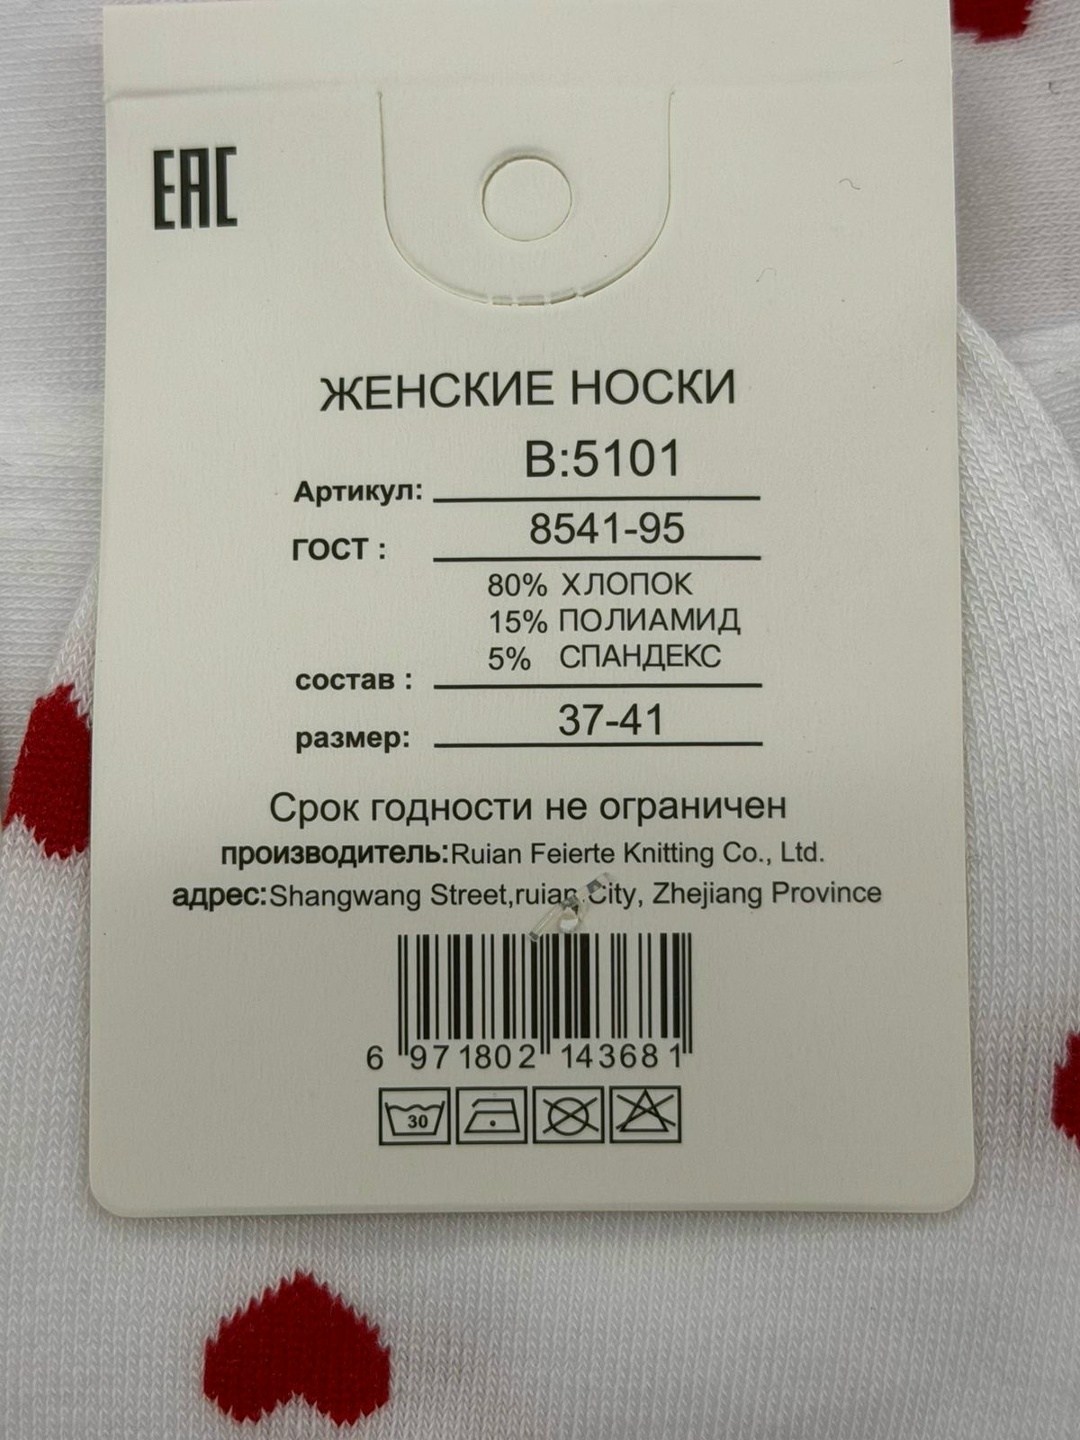 EAC
ЖЕНСКИЕ НОСКИ
Артикул: B:5101
ГОСТ : 8541-95
80% ХЛОПОК
15% ПОЛИАМИД
5% СПАНДЕКС
состав :
размер: 37-41
Срок годности не ограничен
производитель:Ruian Feierte Knitting Co., Ltd.
адрес:Shangwang Street,ruian City, Zhejiang Province
6 971802 143681
30